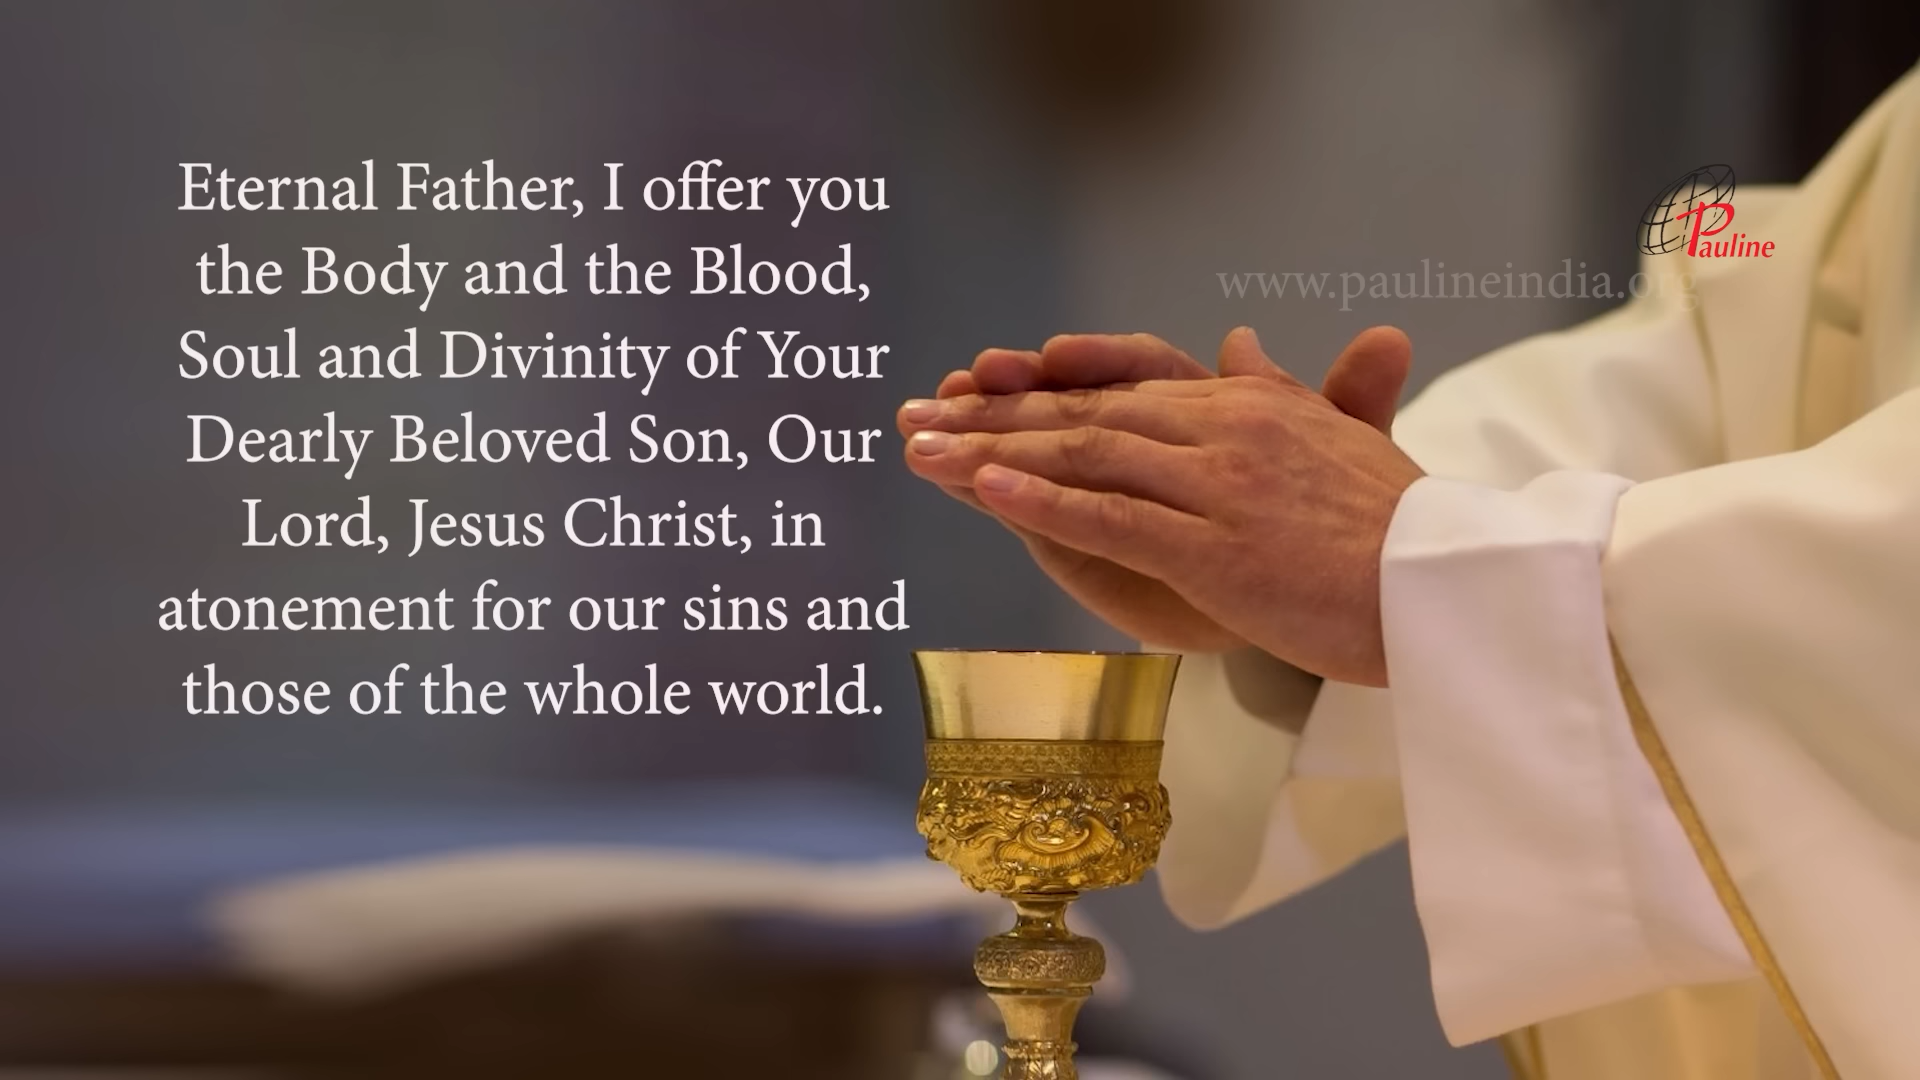 Eternal Father, I offer you
the Body and the Blood,
Soul and Divinity of Your
Dearly Beloved Son, Our
Lord, Jesus Christ, in
atonement for our sins and
those of the whole world.
Pauline
www.paulineindia.org